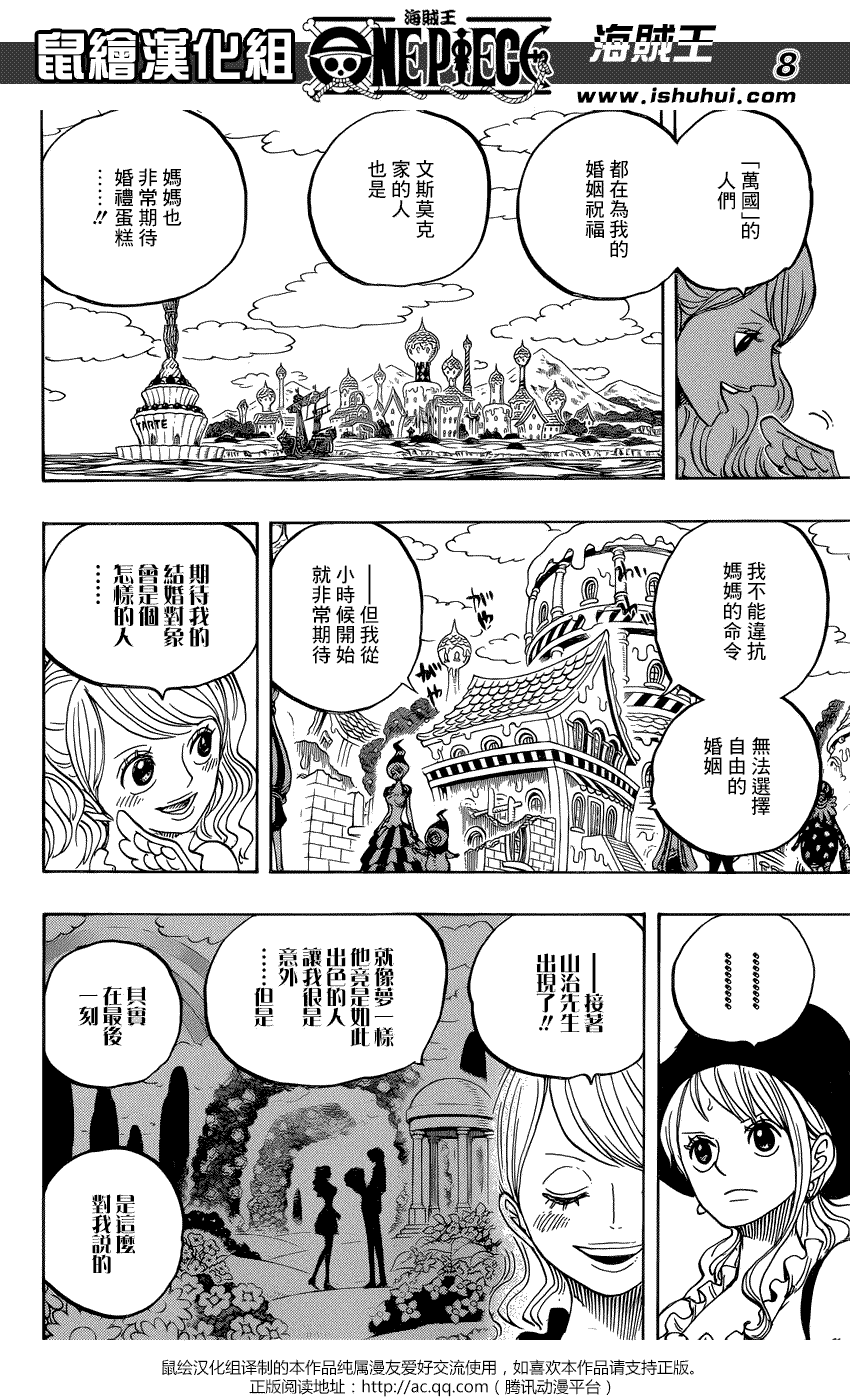 鼠繪漢化組
海賊王
ONE PIECE
海賊王
8
www.ishuhui.com
「萬國」的
人們
都在為我的
婚姻祝福
文斯莫克
家的人
也是
媽媽也
非常期待
婚禮蛋糕
……!!
TARTE
我不能違抗
媽媽的命令
無法選擇
自由的
婚姻
——但我從
小時候開始
就非常期待
期待我的
結婚對象
會是個
怎樣的人
……
…………
——接著
山治先生
出現了!!
就像夢一樣
他竟是如此
出色的人
讓我很是
意外
……但是
其實
在最後
一刻
是這麼
對我說的
鼠绘汉化组译制的本作品纯属漫友爱好交流使用，如喜欢本作品请支持正版。
正版阅读地址：http://ac.qq.com（腾讯动漫平台）